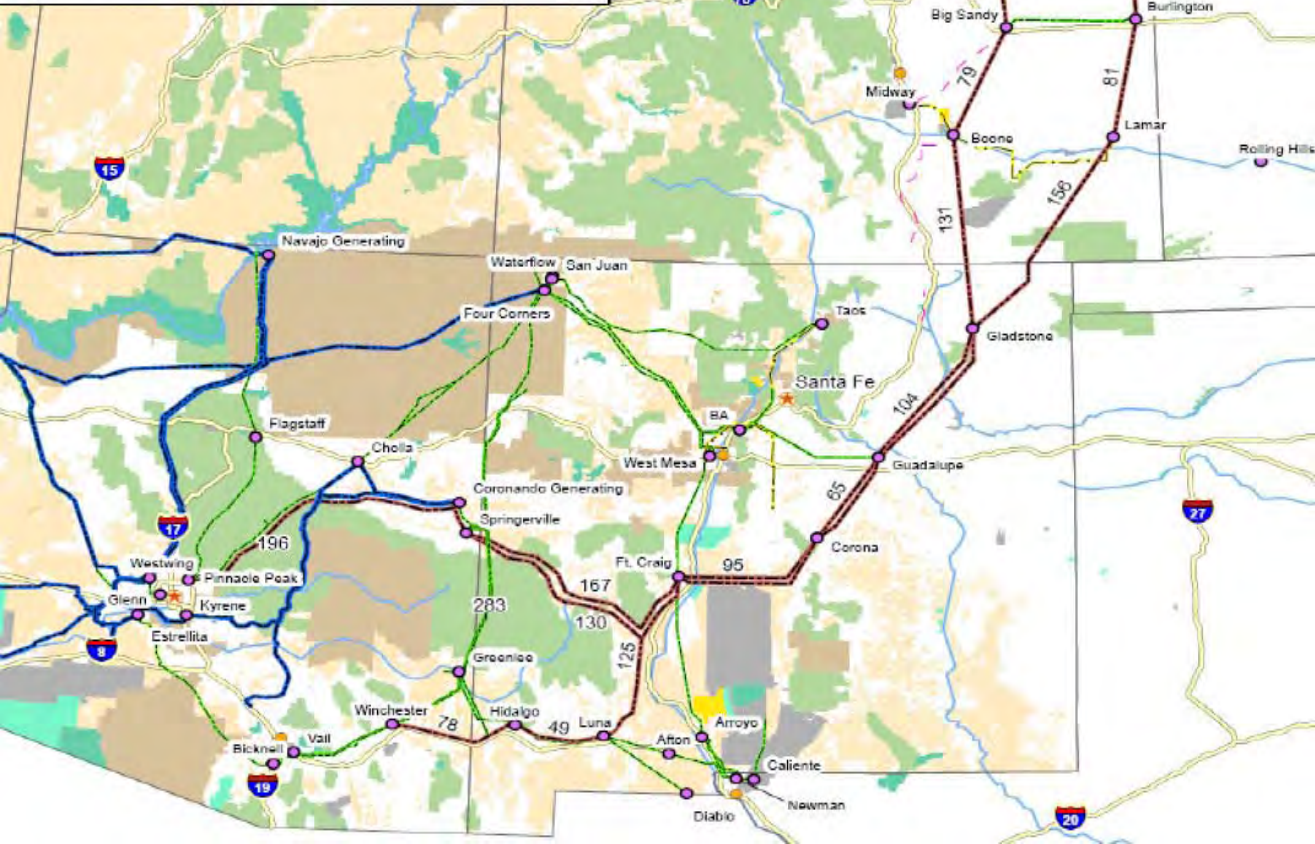 Big Sandy
Burlington
79
81
Midway
Boone
Lamar
Rolling Hills
15
156
131
Navajo Generating
Waterflow
San Juan
Four Corners
Taos
Gladstone
Santa Fe
104
BA
Flagstaff
Cholla
West Mesa
Guadalupe
65
Coronando Generating
Springerville
27
17
196
Corona
Westwing
Pinnacle Peak
Ft. Craig
95
167
Glenn
Kyrene
283
130
Estrellita
8
125
Greenlee
Winchester
78
Hidalgo
49
Luna
Arroyo
Vail
Bicknell
Afton
Caliente
19
Newman
Diablo
20